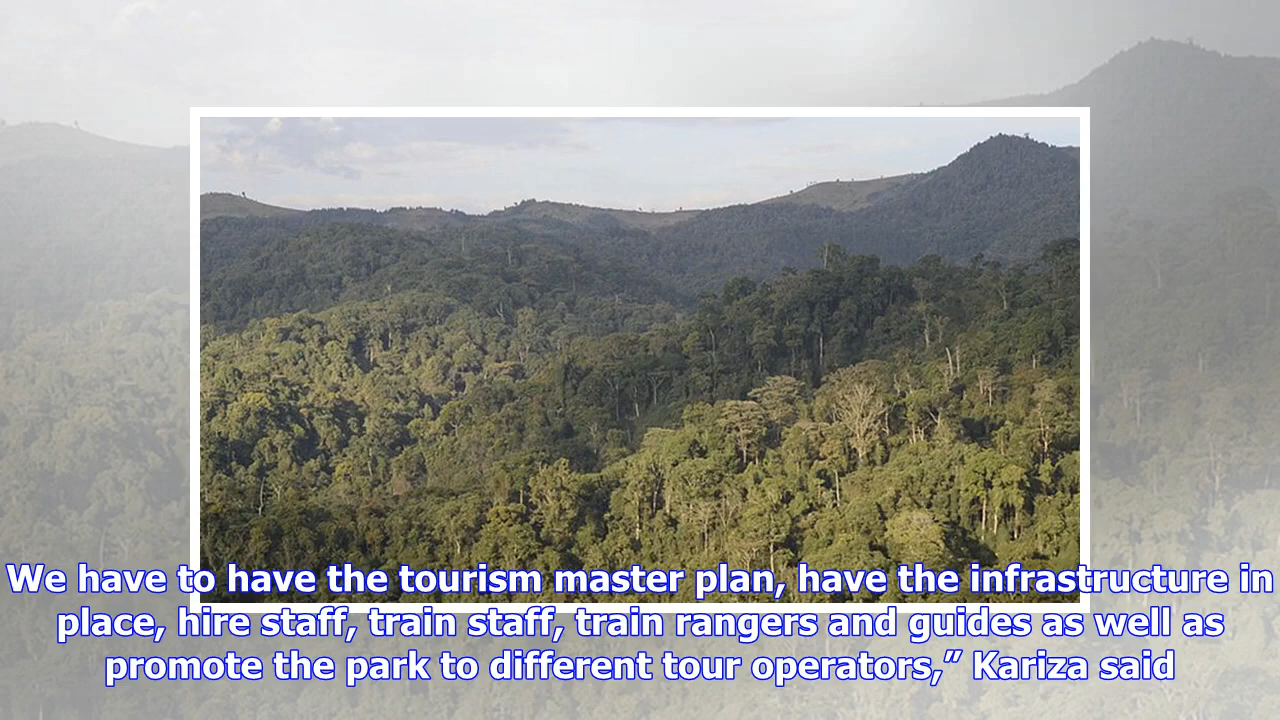 We have to have the tourism master plan, have the infrastructure in
place, hire staff, train staff, train rangers and guides as well as
promote the park to different tour operators,” Kariza said